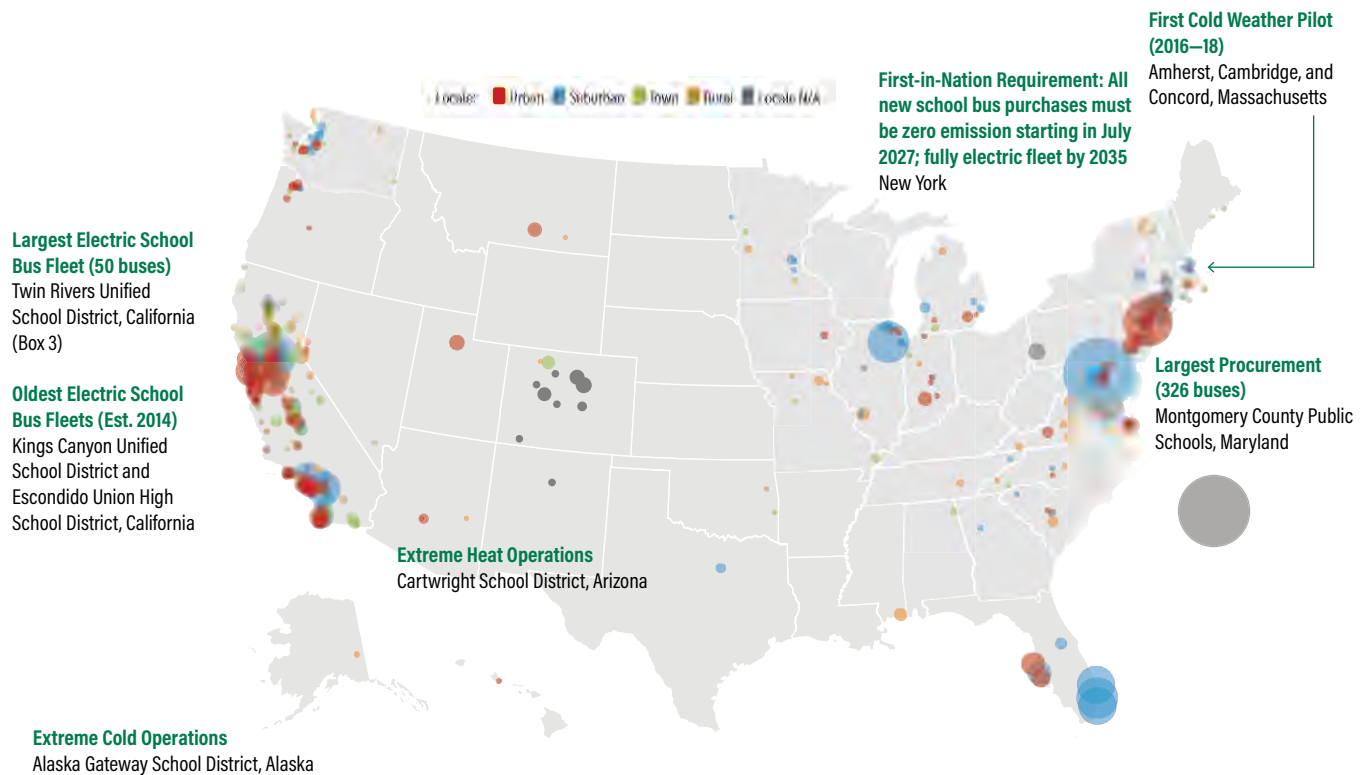 First Cold Weather Pilot
(2016—18)
Amherst, Cambridge, and
Concord, Massachusetts
First-in-Nation Requirement: All
new school bus purchases must
be zero emission starting in July
2027; fully electric fleet by 2035
New York
Locale: Urban Suburban Town Rural Locale N/A
Largest Electric School
Bus Fleet (50 buses)
Twin Rivers Unified
School District, California
(Box 3)
Oldest Electric School
Bus Fleets (Est. 2014)
Kings Canyon Unified
School District and
Escondido Union High
School District, California
Largest Procurement
(326 buses)
Montgomery County Public
Schools, Maryland
Extreme Heat Operations
Cartwright School District, Arizona
Extreme Cold Operations
Alaska Gateway School District, Alaska